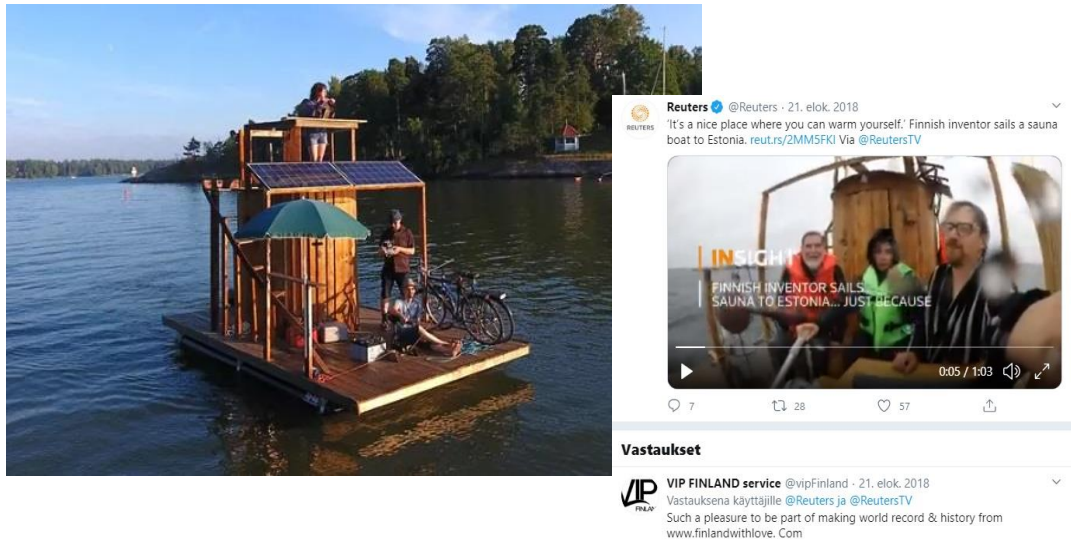 Reuters @Reuters · 21. elok. 2018
'It's a nice place where you can warm yourself.' Finnish inventor sails a sauna
boat to Estonia. reut.rs/2MM5FKI Via @ReutersTV
REUTERS
INSIGHT
FINNISH INVENTOR SAILS
SAUNA TO ESTONIA... JUST BECAUSE
0:05 / 1:03
7 28 57
Vastaukset
VIP FINLAND service @vipFinland · 21. elok. 2018
Vastauksena käyttäjille @Reuters ja @ReutersTV
VIP
FINLAY
Such a pleasure to be part of making world record & history from
www.finlandwithlove. Com